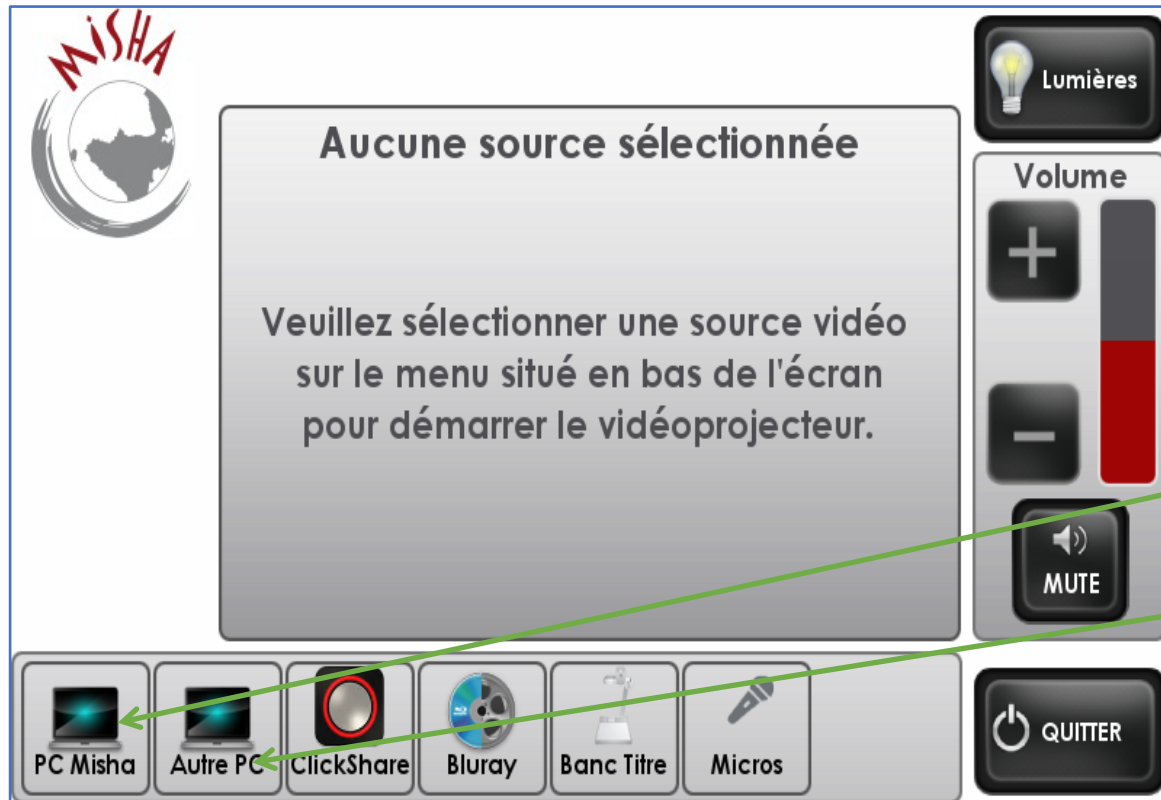 MiSHA
Lumières
Aucune source sélectionnée
Veuillez sélectionner une source vidéo
sur le menu situé en bas de l'écran
pour démarrer le vidéoprojecteur.
Volume
+
-
MUTE
PC Misha
Autre PC
ClickShare
Bluray
Banc Titre
Micros
QUITTER